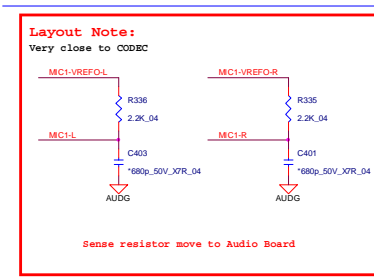 Layout Note:
Very close to CODEC
MIC1-VREFO-L
MIC1-VREFO-R
R336
R335
2.2K_04
2.2K_04
MIC1-L
MIC1-R
C403
C401
*680p_50V_X7R_04
*680p_50V_X7R_04
AUDG
AUDG
Sense resistor move to Audio Board